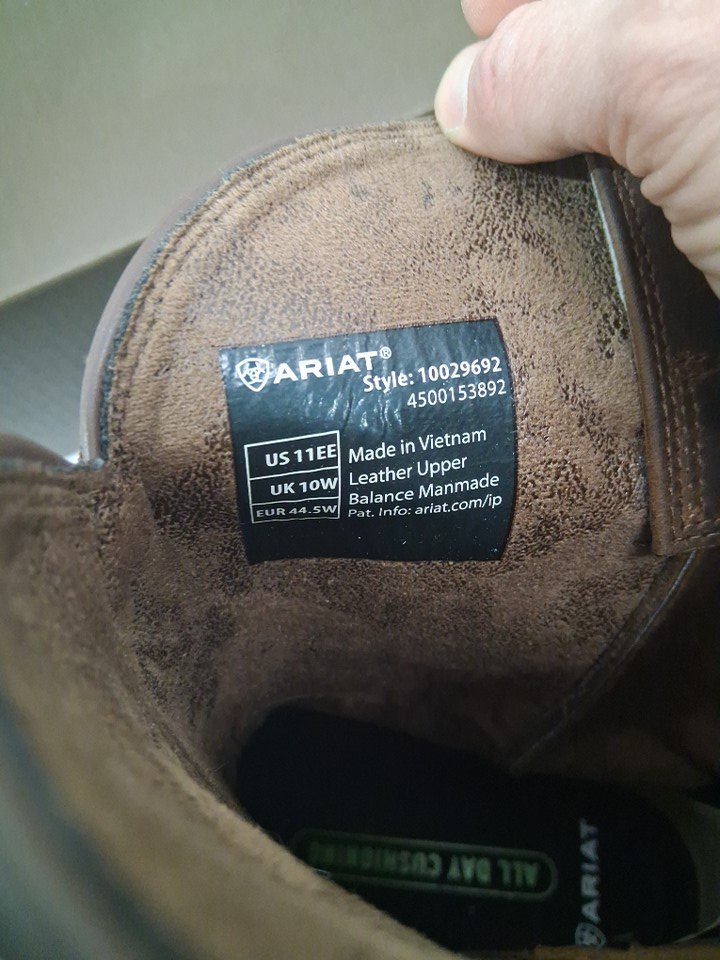 ARIAT®
Style: 10029692
4500153892
US 11EE
UK 10W
EUR 44.5W
Made in Vietnam
Leather Upper
Balance Manmade
Pat. Info: ariat.com/ip
ALL DAY CUSHIONING
ARIAT